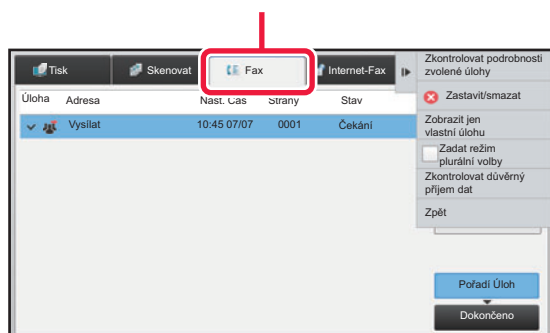 Tisk
Skenovat
Fax
Internet-Fax
Úloha Adresa Nast. Čas Strany Stav
Vysílat 10:45 07/07 0001 Čekání
Zkontrolovat podrobnosti
zvolené úlohy
Zastavit/smazat
Zobrazit jen
vlastní úlohu
Zadat režim
plurální volby
Zkontrolovat důvěrný
příjem dat
Zpět
Pořadí Úloh
Dokončeno